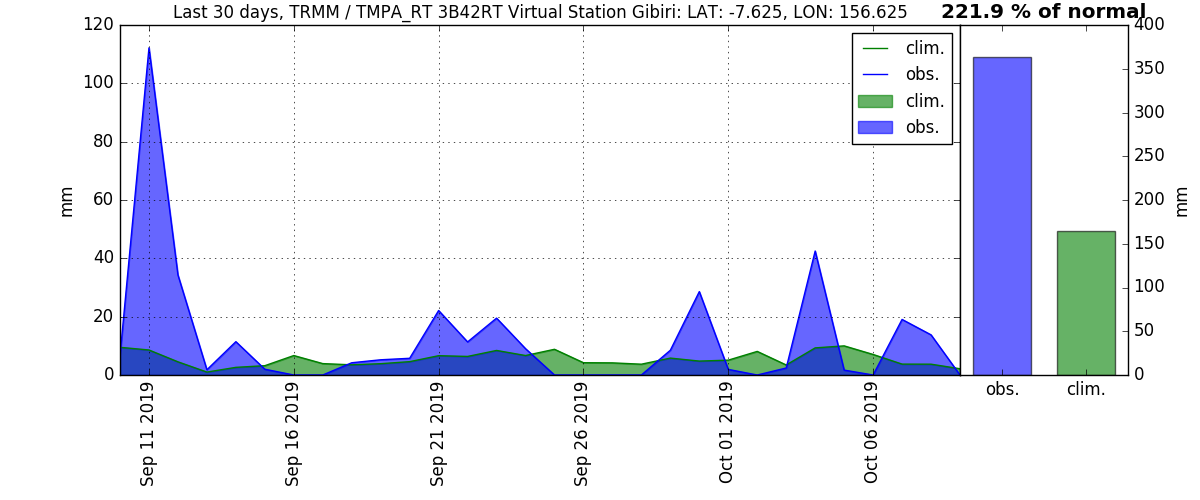 Last 30 days, TRMM / TMPA_RT 3B42RT Virtual Station Gibiri: LAT: -7.625, LON: 156.625
221.9 % of normal
120
100
80
60
40
20
0
mm
clim.
obs.
clim.
obs.
400
350
300
250
200
150
100
50
0
mm
Sep 11 2019
Sep 16 2019
Sep 21 2019
Sep 26 2019
Oct 01 2019
Oct 06 2019
obs.
clim.